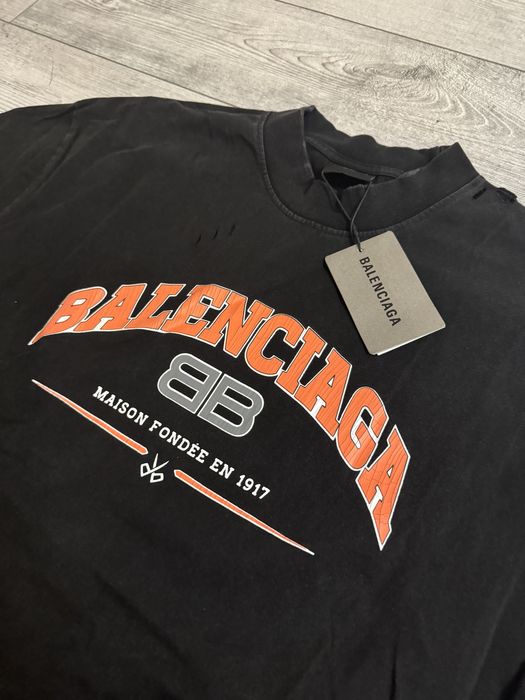 BALENCIAGA
BALENCIAGA
BB
MAISON FONDÉE EN 1917